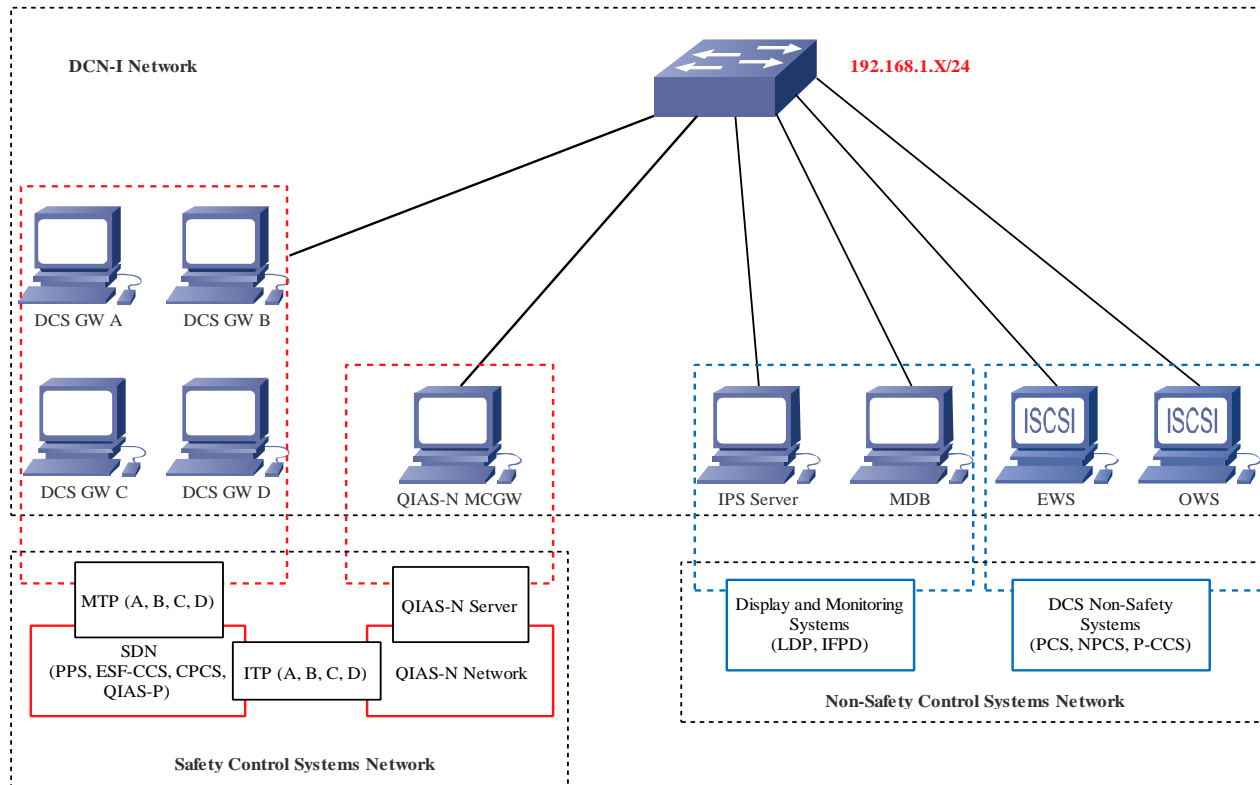 DCN-I Network
192.168.1.X/24
DCS GW A
DCS GW B
DCS GW C
DCS GW D
QIAS-N MCGW
IPS Server
MDB
ISCSI
EWS
ISCSI
OWS
MTP (A, B, C, D)
SDN
(PPS, ESF-CCS, CPCS,
QIAS-P)
ITP (A, B, C, D)
QIAS-N Server
QIAS-N Network
Safety Control Systems Network
Display and Monitoring
Systems
(LDP, IFPD)
DCS Non-Safety
Systems
(PCS, NPCS, P-CCS)
Non-Safety Control Systems Network